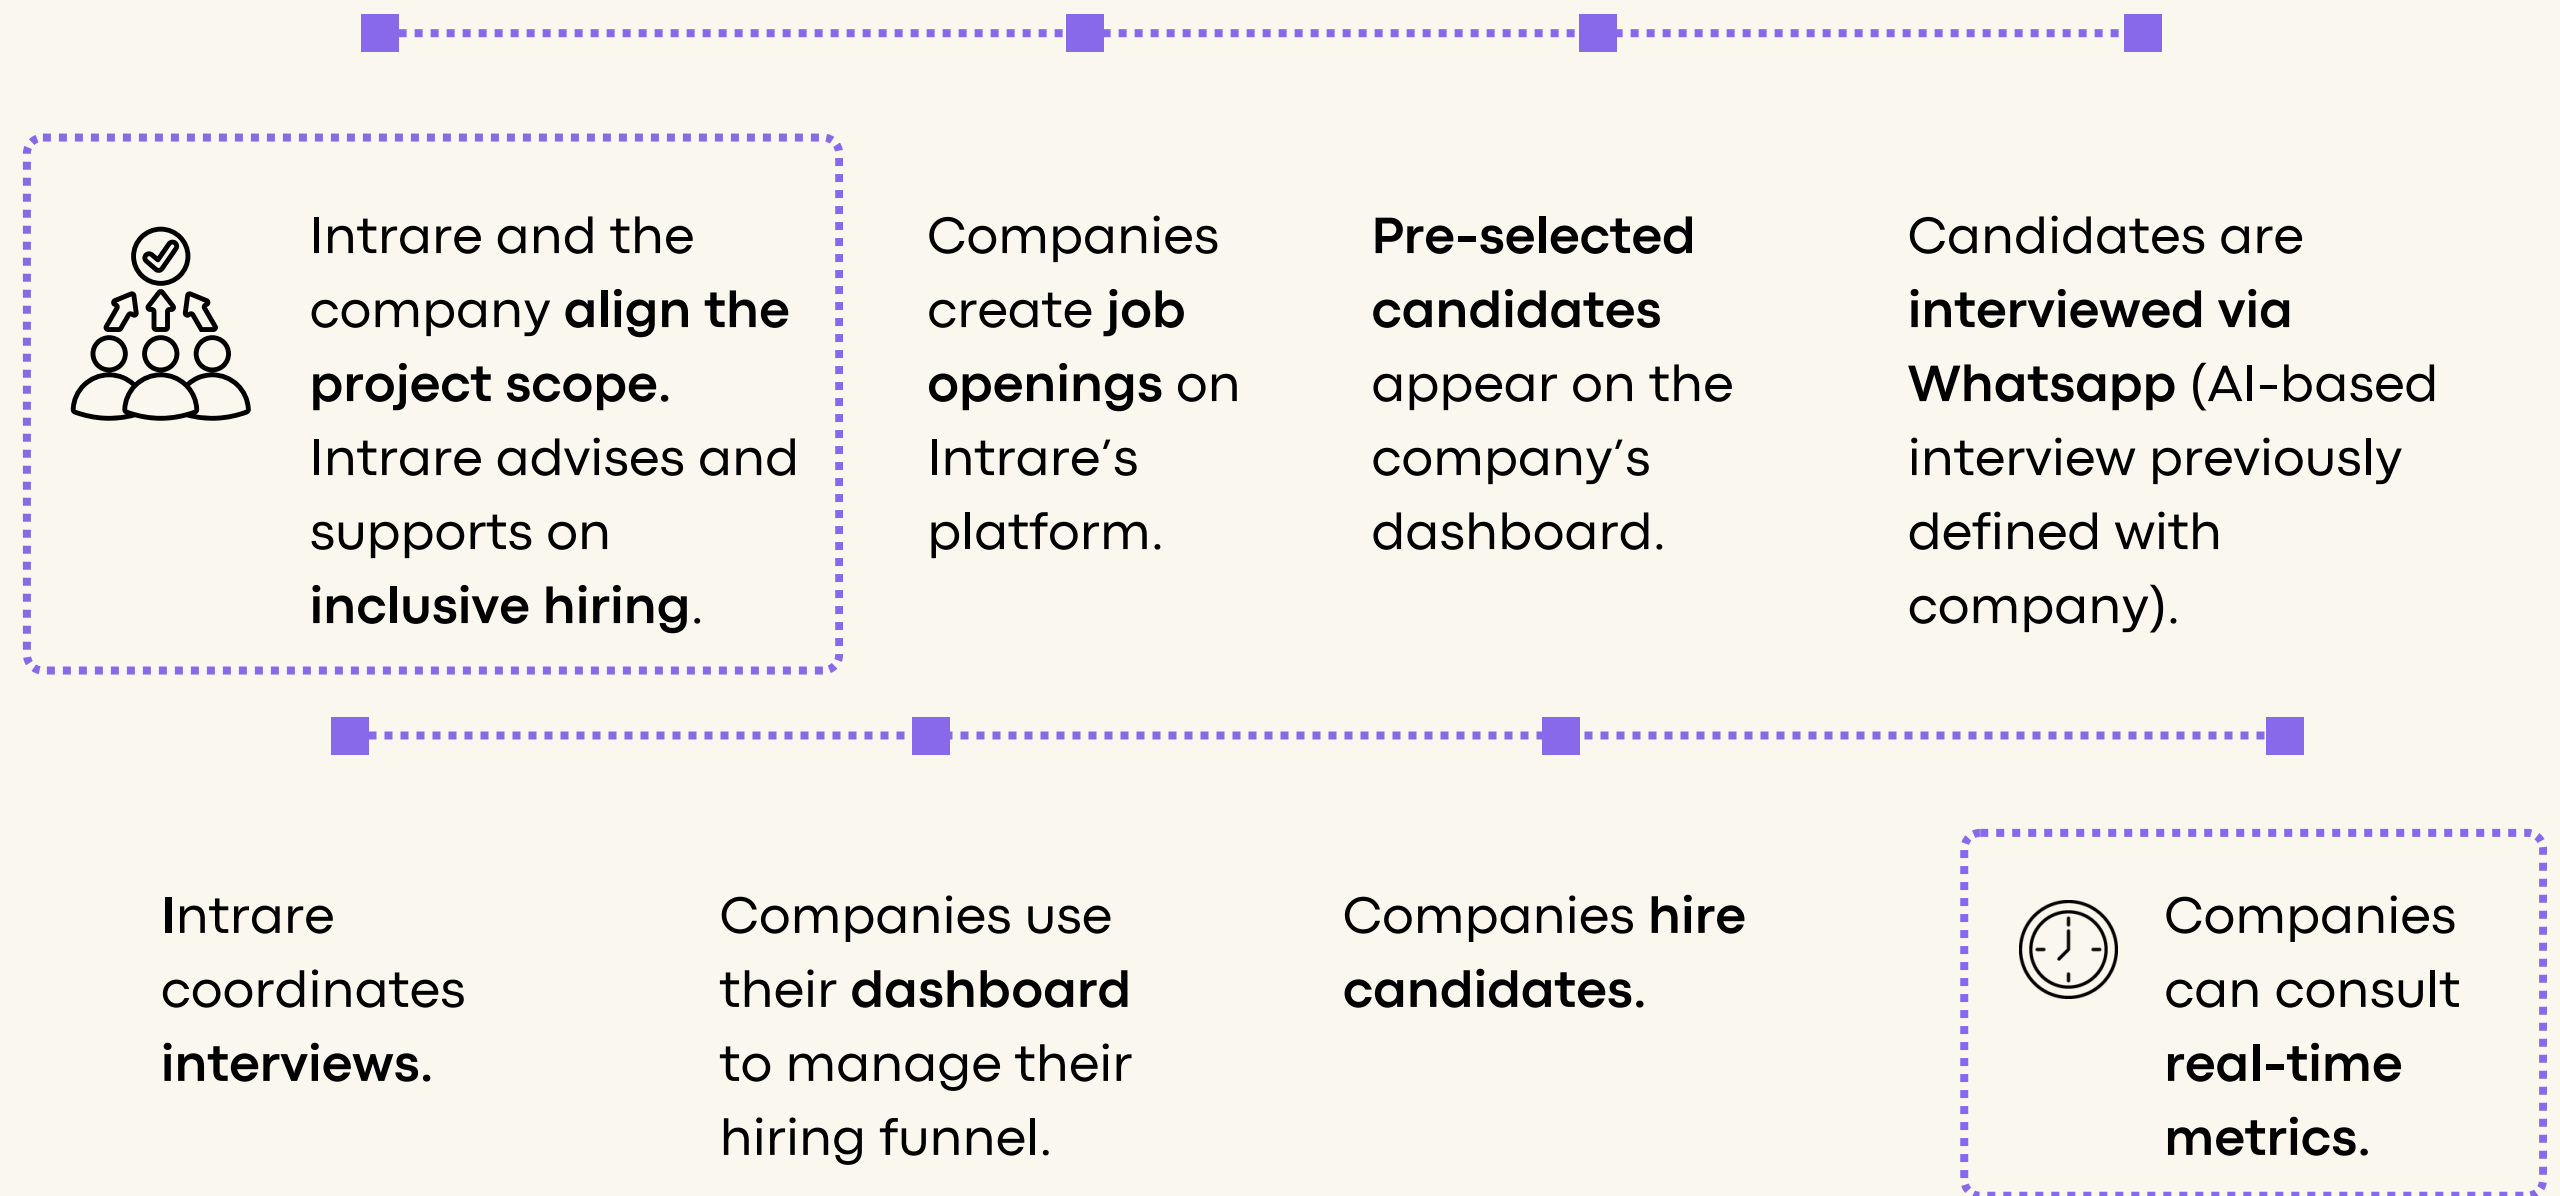 Intrare and the
company align the
project scope.
Intrare advises and
supports on
inclusive hiring.
Companies
create job
openings on
Intrare’s
platform.
Pre-selected
candidates
appear on the
company’s
dashboard.
Candidates are
interviewed via
Whatsapp (AI-based
interview previously
defined with
company).
Intrare
coordinates
interviews.
Companies use
their dashboard
to manage their
hiring funnel.
Companies hire
candidates.
Companies
can consult
real-time
metrics.